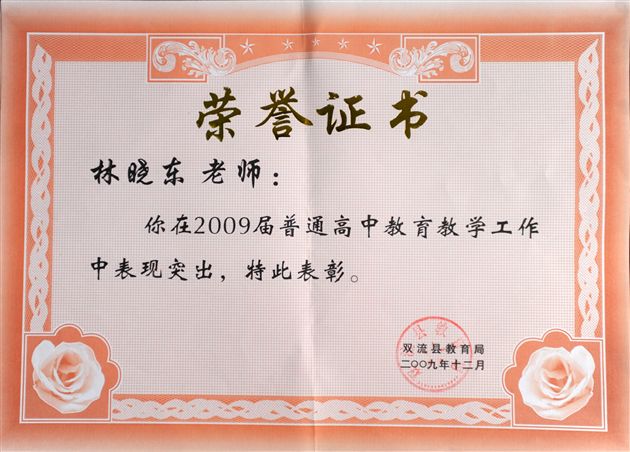 荣誉证书
林晓东老师：
你在2009届普通高中教育教学工作
中表现突出，特此表彰。
双流县教育局
二〇〇九年十二月